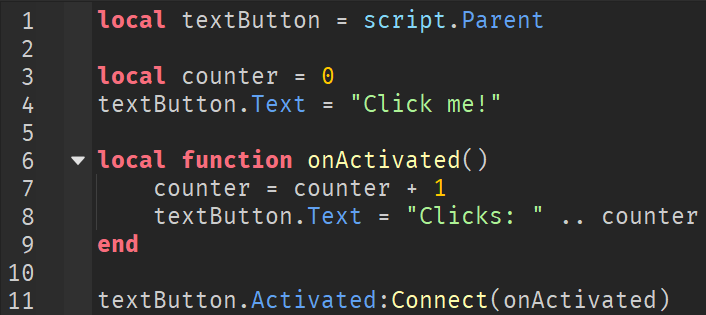 1 local textButton = script.Parent
2
3 local counter = 0
4 textButton.Text = "Click me!"
5
6 local function onActivated()
7     counter = counter + 1
8     textButton.Text = "Clicks: " .. counter
9 end
10
11 textButton.Activated:Connect(onActivated)